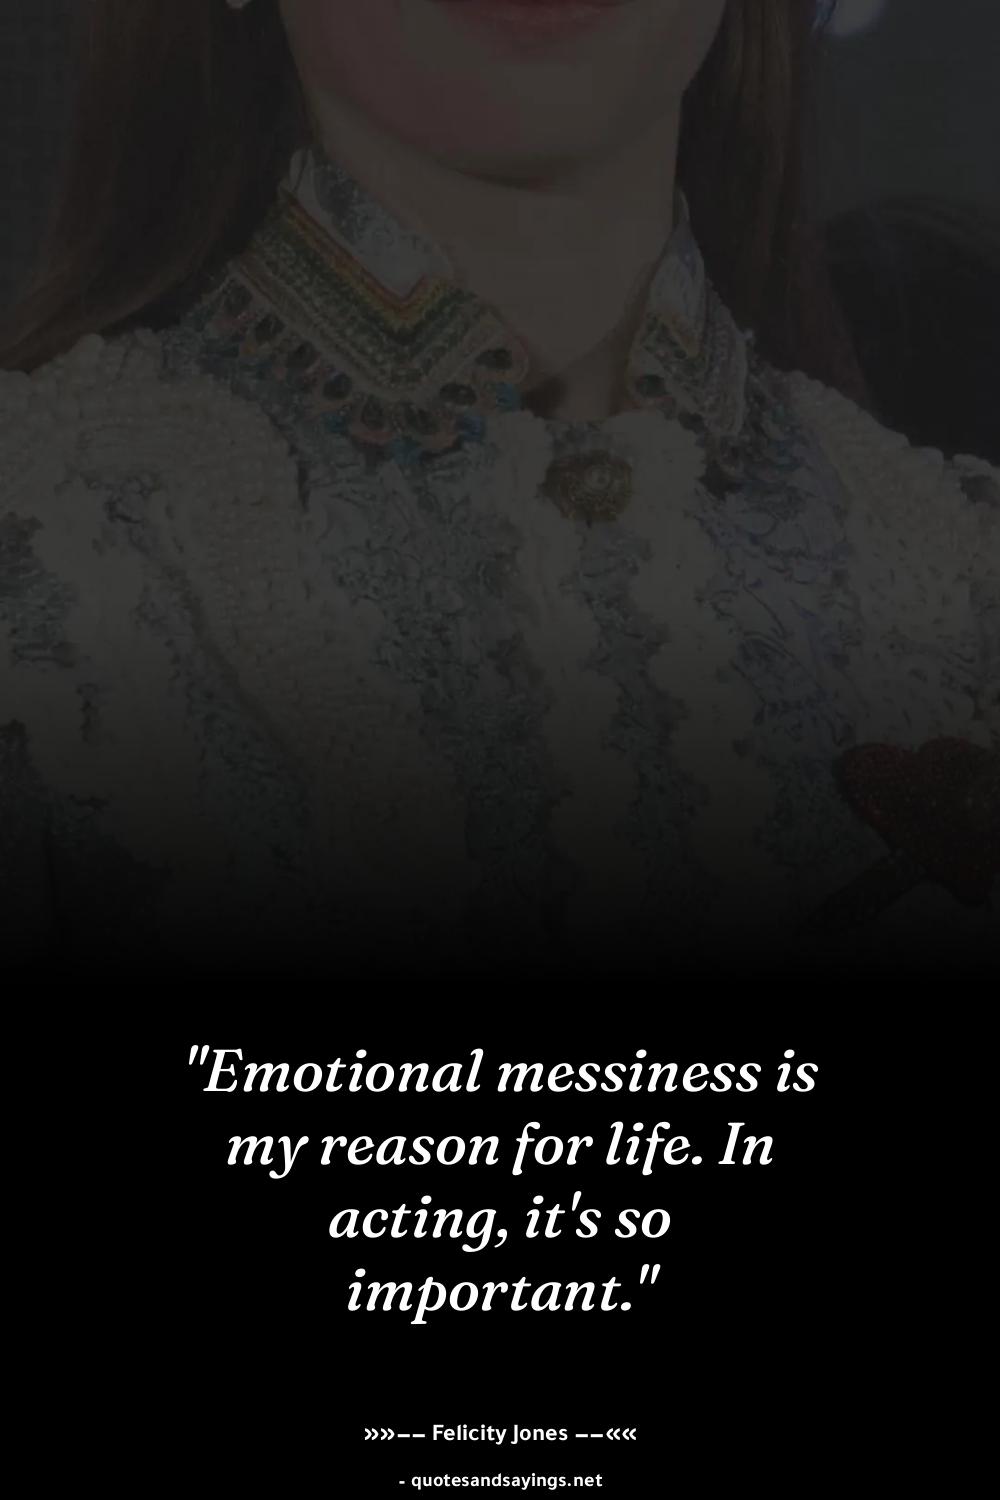 "Emotional messiness is
my reason for life. In
acting, it's so
important."
»»−− Felicity Jones −−««
- quotesandsayings.net